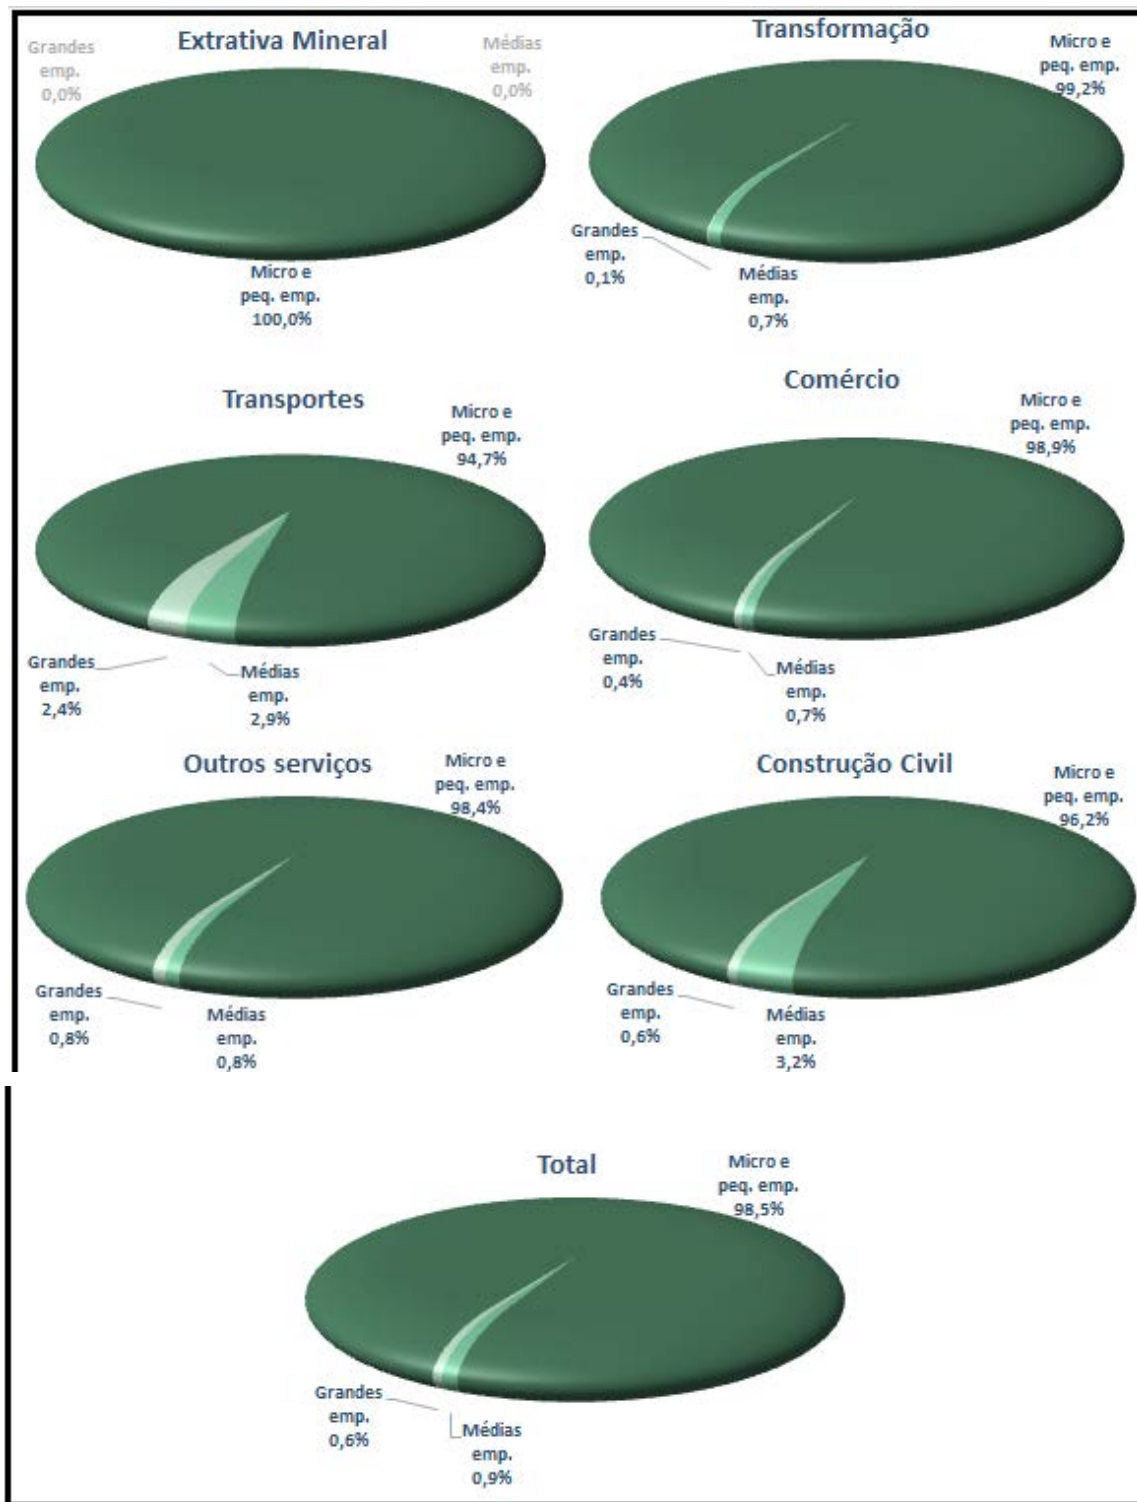 Extrativa Mineral
Grandes
emp.
0,0%
Médias
emp.
0,0%
Micro e
peq. emp.
100,0%
Transformação
Micro e
peq. emp.
99,2%
Grandes
emp.
0,1%
Médias
emp.
0,7%
Transportes
Micro e
peq. emp.
94,7%
Grandes
emp.
2,4%
Médias
emp.
2,9%
Comércio
Micro e
peq. emp.
98,9%
Grandes
emp.
0,4%
Médias
emp.
0,7%
Outros serviços
Micro e
peq. emp.
98,4%
Grandes
emp.
0,8%
Médias
emp.
0,8%
Construção Civil
Micro e
peq. emp.
96,2%
Grandes
emp.
0,6%
Médias
emp.
3,2%
Total
Micro e
peq. emp.
98,5%
Grandes
emp.
0,6%
Médias
emp.
0,9%